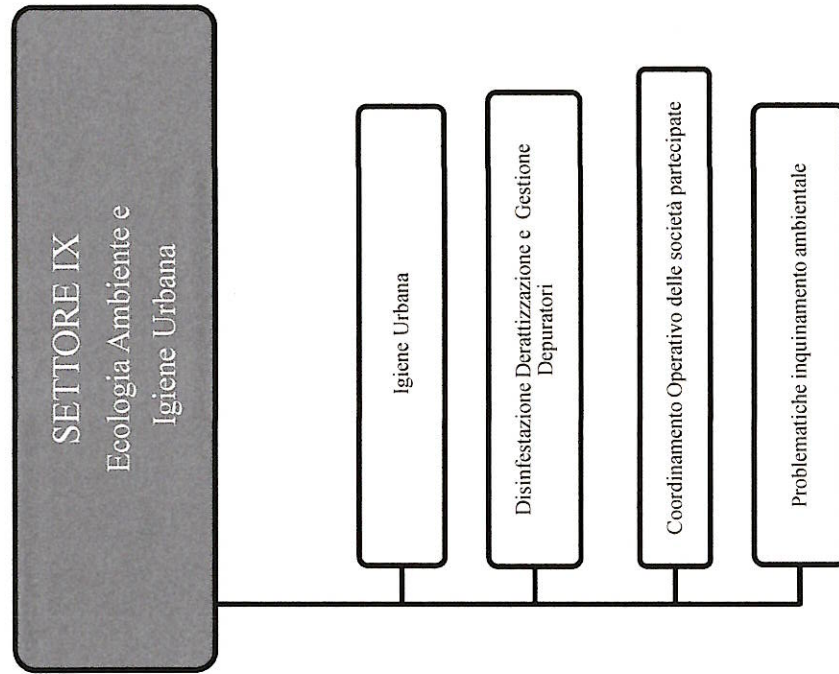 SETTORE IX
Ecologia Ambiente e
Igiene Urbana
Igiene Urbana
Disinfestazione Derattizzazione e Gestione
Depuratori
Coordinamento Operativo delle società partecipate
Problematiche inquinamento ambientale